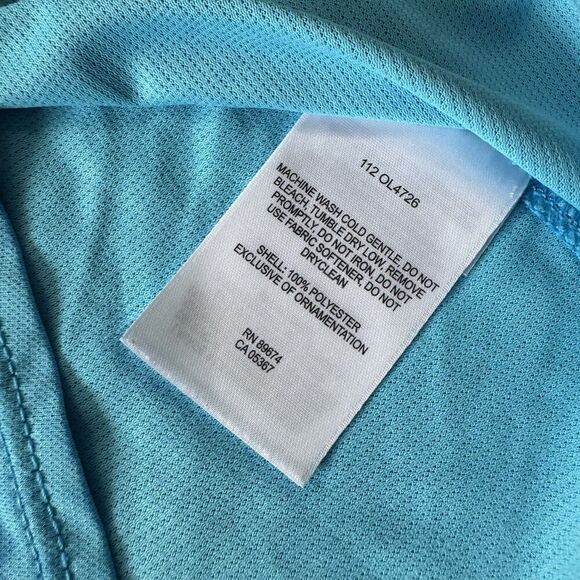 112 OL4726
MACHINE WASH COLD GENTLE, DO NOT
BLEACH, TUMBLE DRY LOW, REMOVE
PROMPTLY, DO NOT IRON, DO NOT
USE FABRIC SOFTENER, DO NOT
DRYCLEAN
SHELL: 100% POLYESTER
EXCLUSIVE OF ORNAMENTATION
RN 89674
CA 05367